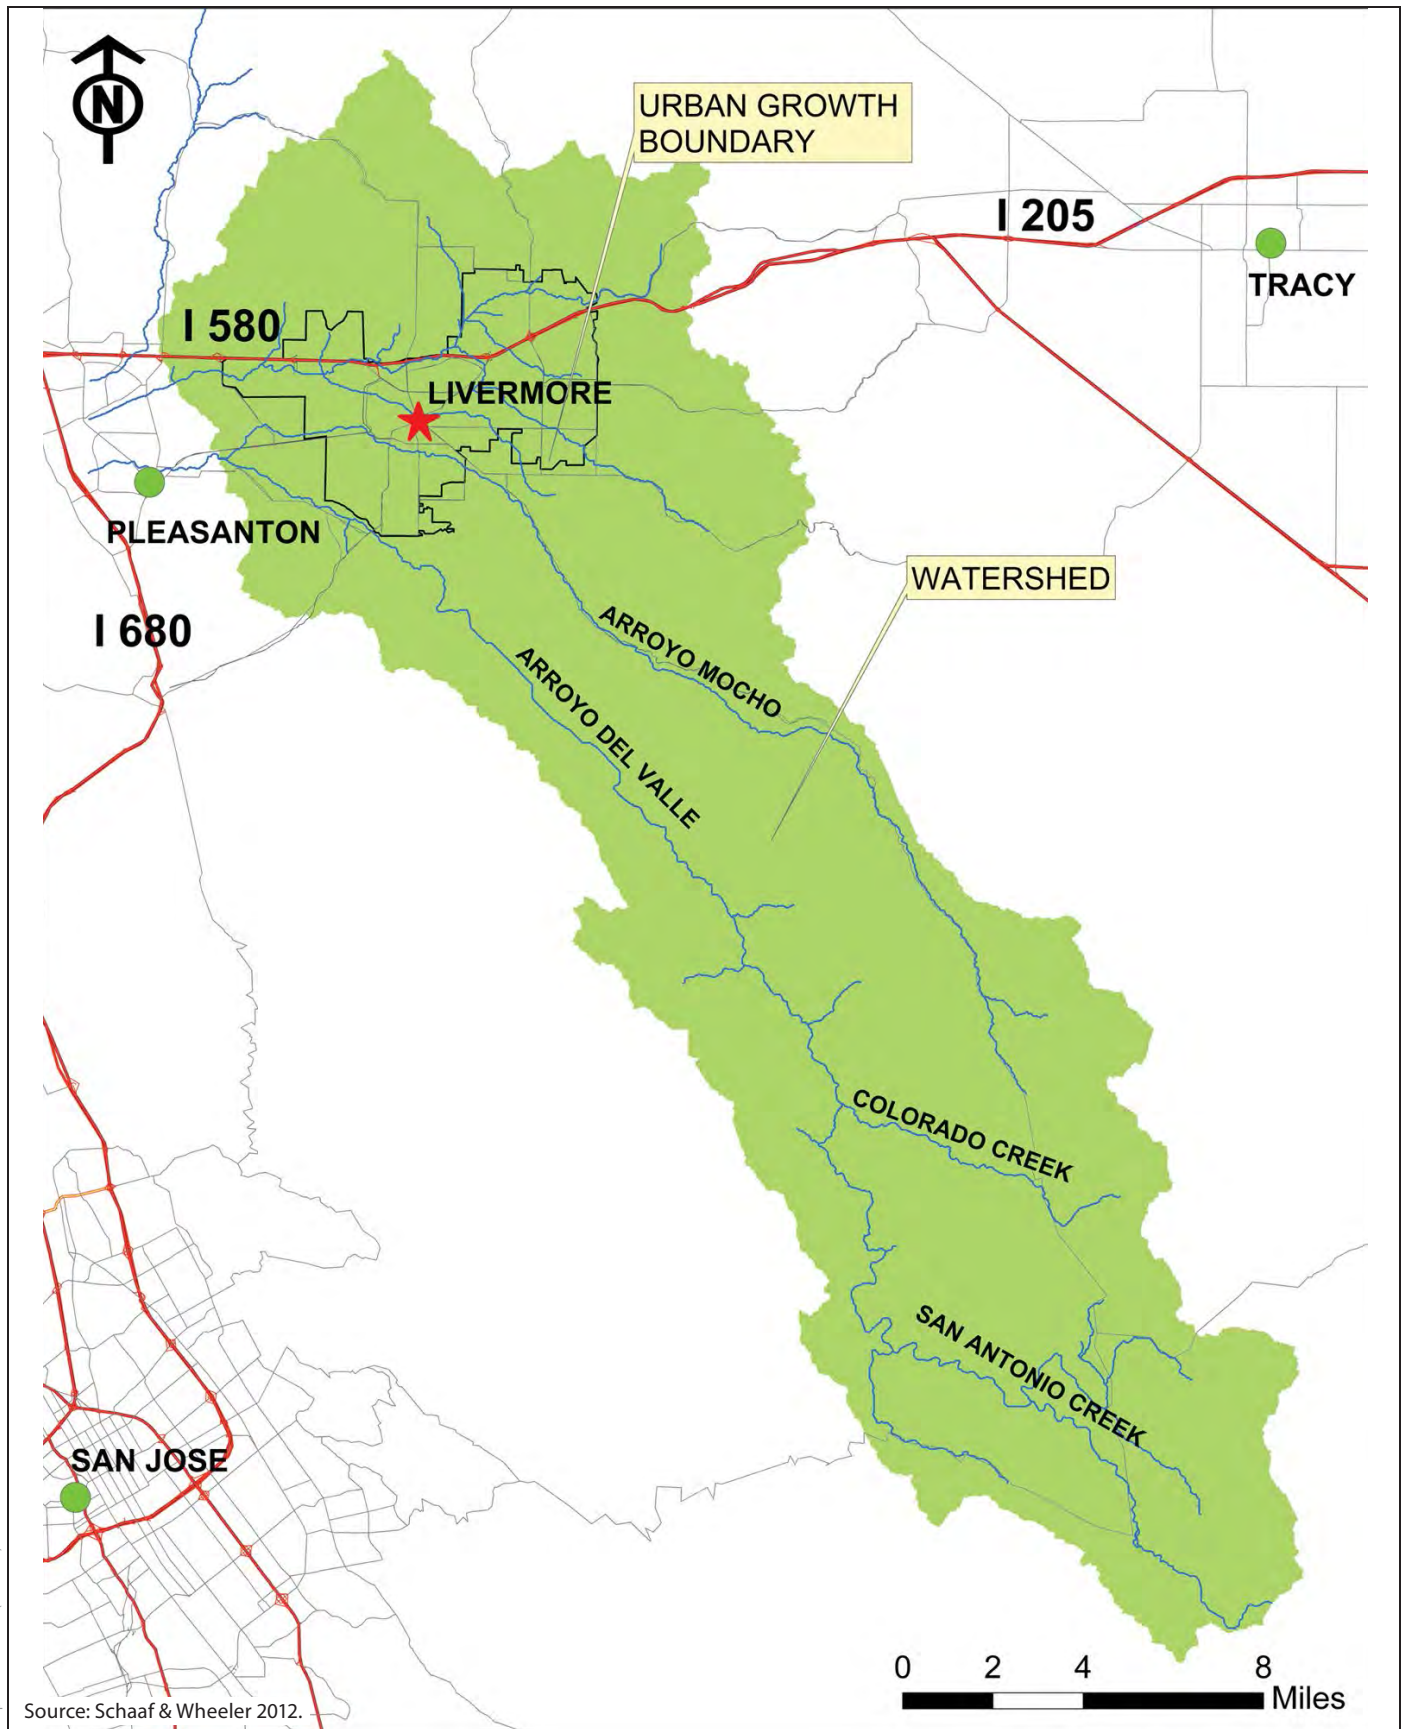 N
URBAN GROWTH
BOUNDARY
I 205
TRACY
I 580
LIVERMORE
PLEASANTON
WATERSHED
I 680
ARROYO MOCHO
ARROYO DEL VALLE
COLORADO CREEK
SAN ANTONIO CREEK
SAN JOSE
0 2 4 8
Miles
Source: Schaaf & Wheeler 2012.